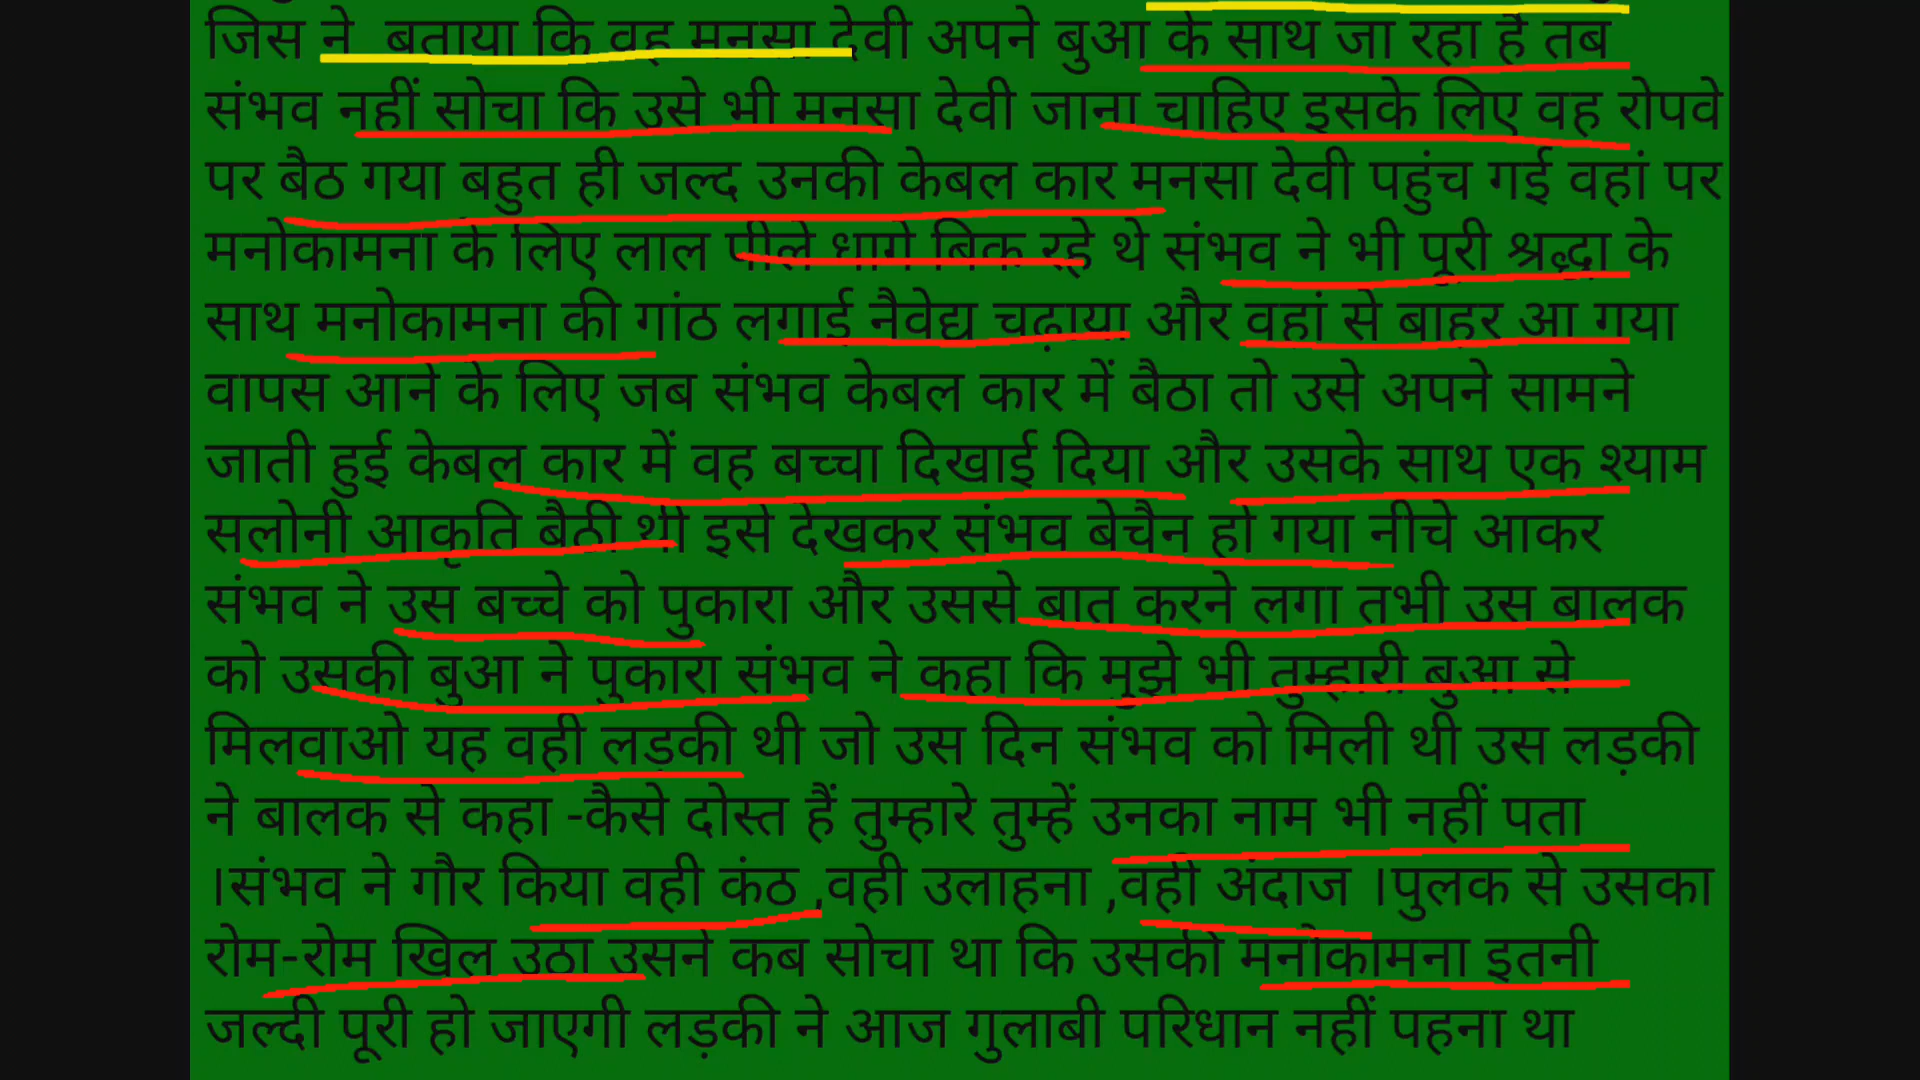 जिस ने बताया कि वह मनसा देवी अपने बुआ के साथ जा रहा है तब
संभव नहीं सोचा कि उसे भी मनसा देवी जाना चाहिए इसके लिए वह रोपवे
पर बैठ गया बहुत ही जल्द उनकी केबल कार मनसा देवी पहुंच गई वहां पर
मनोकामना के लिए लाल पीले धागे बिक रहे थे संभव ने भी पूरी श्रद्धा के
साथ मनोकामना की गांठ लगाई नैवेद्य चढ़ाया और वहां से बाहर आ गया
वापस आने के लिए जब संभव केबल कार में बैठा तो उसे अपने सामने
जाती हुई केबल कार में वह बच्चा दिखाई दिया और उसके साथ एक श्याम
सलोनी आकृति बैठी थी इसे देखकर संभव बेचैन हो गया नीचे आकर
संभव ने उस बच्चे को पुकारा और उससे बात करने लगा तभी उस बालक
को उसकी बुआ ने पुकारा संभव ने कहा कि मुझे भी तुम्हारी बुआ से
मिलवाओ यह वही लड़की थी जो उस दिन संभव को मिली थी उस लड़की
ने बालक से कहा -कैसे दोस्त हैं तुम्हारे तुम्हें उनका नाम भी नहीं पता
।संभव ने गौर किया वही कंठ ,वही उलाहना ,वही अंदाज ।पुलक से उसका
रोम-रोम खिल उठा उसने कब सोचा था कि उसकी मनोकामना इतनी
जल्दी पूरी हो जाएगी लड़की ने आज गुलाबी परिधान नहीं पहना था